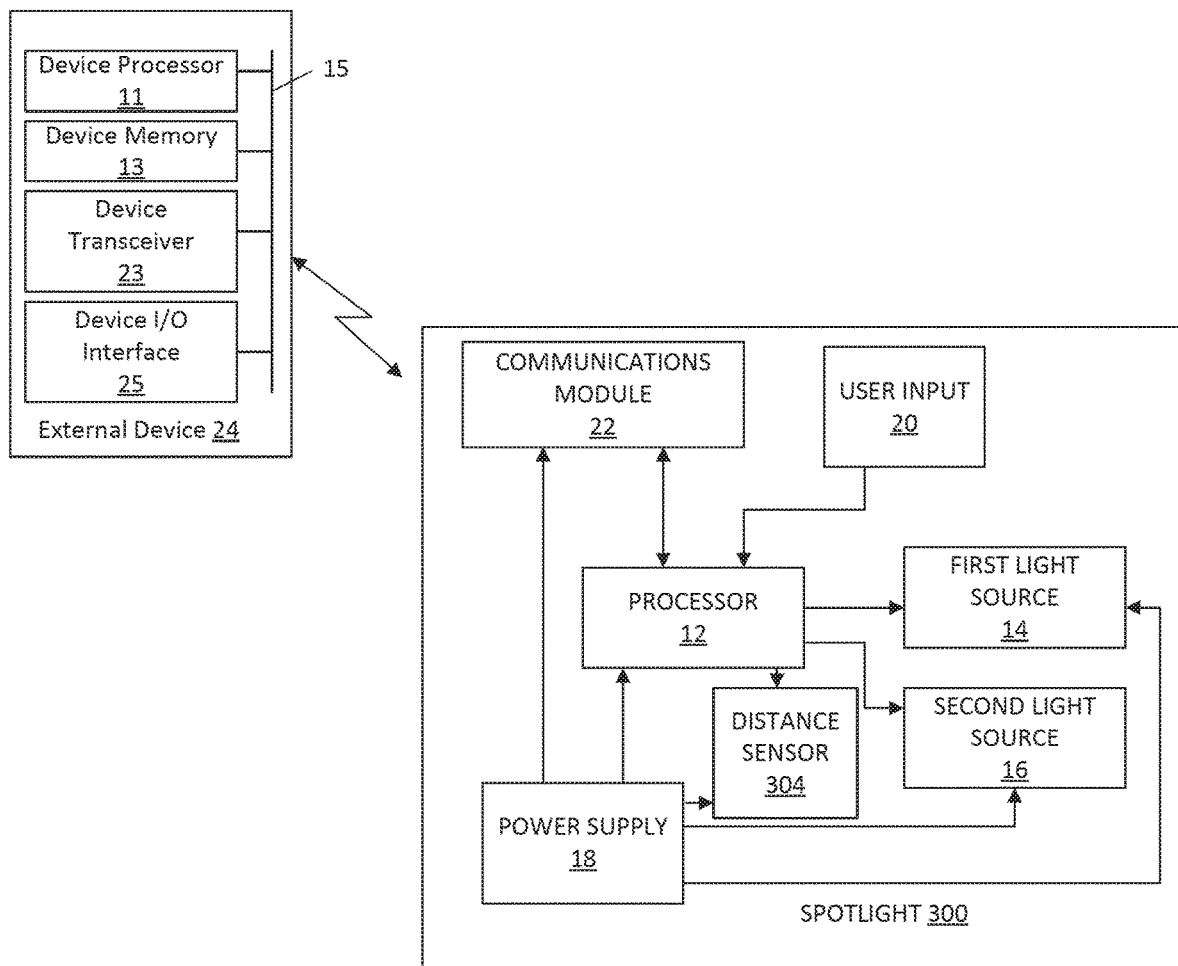 Device Processor
11
15
Device Memory
13
Device
Transceiver
23
Device I/O
Interface
25
External Device 24
COMMUNICATIONS
MODULE
22
USER INPUT
20
PROCESSOR
12
FIRST LIGHT
SOURCE
14
DISTANCE
SENSOR
304
SECOND LIGHT
SOURCE
16
POWER SUPPLY
18
SPOTLIGHT 300